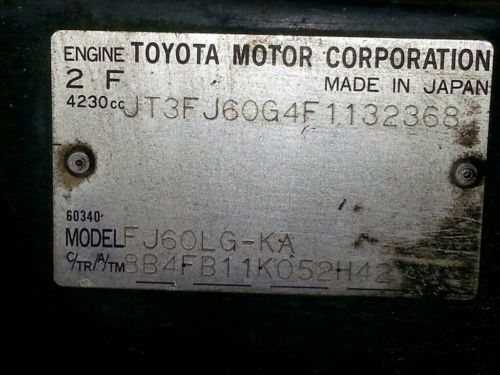 ENGINE TOYOTA MOTOR CORPORATION
2 F MADE IN JAPAN
4230cc JT3FJ60G4F1132368
60340-
MODEL FJ60LG-KA
C/TR/A/TM 8B4FB11K052H42